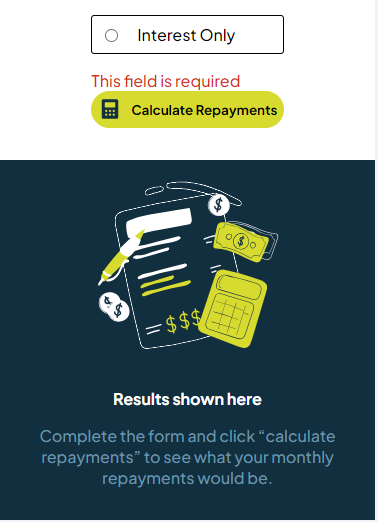 Interest Only
This field is required
Calculate Repayments
$
$
$
$
$$$
Results shown here
Complete the form and click “calculate
repayments” to see what your monthly
repayments would be.